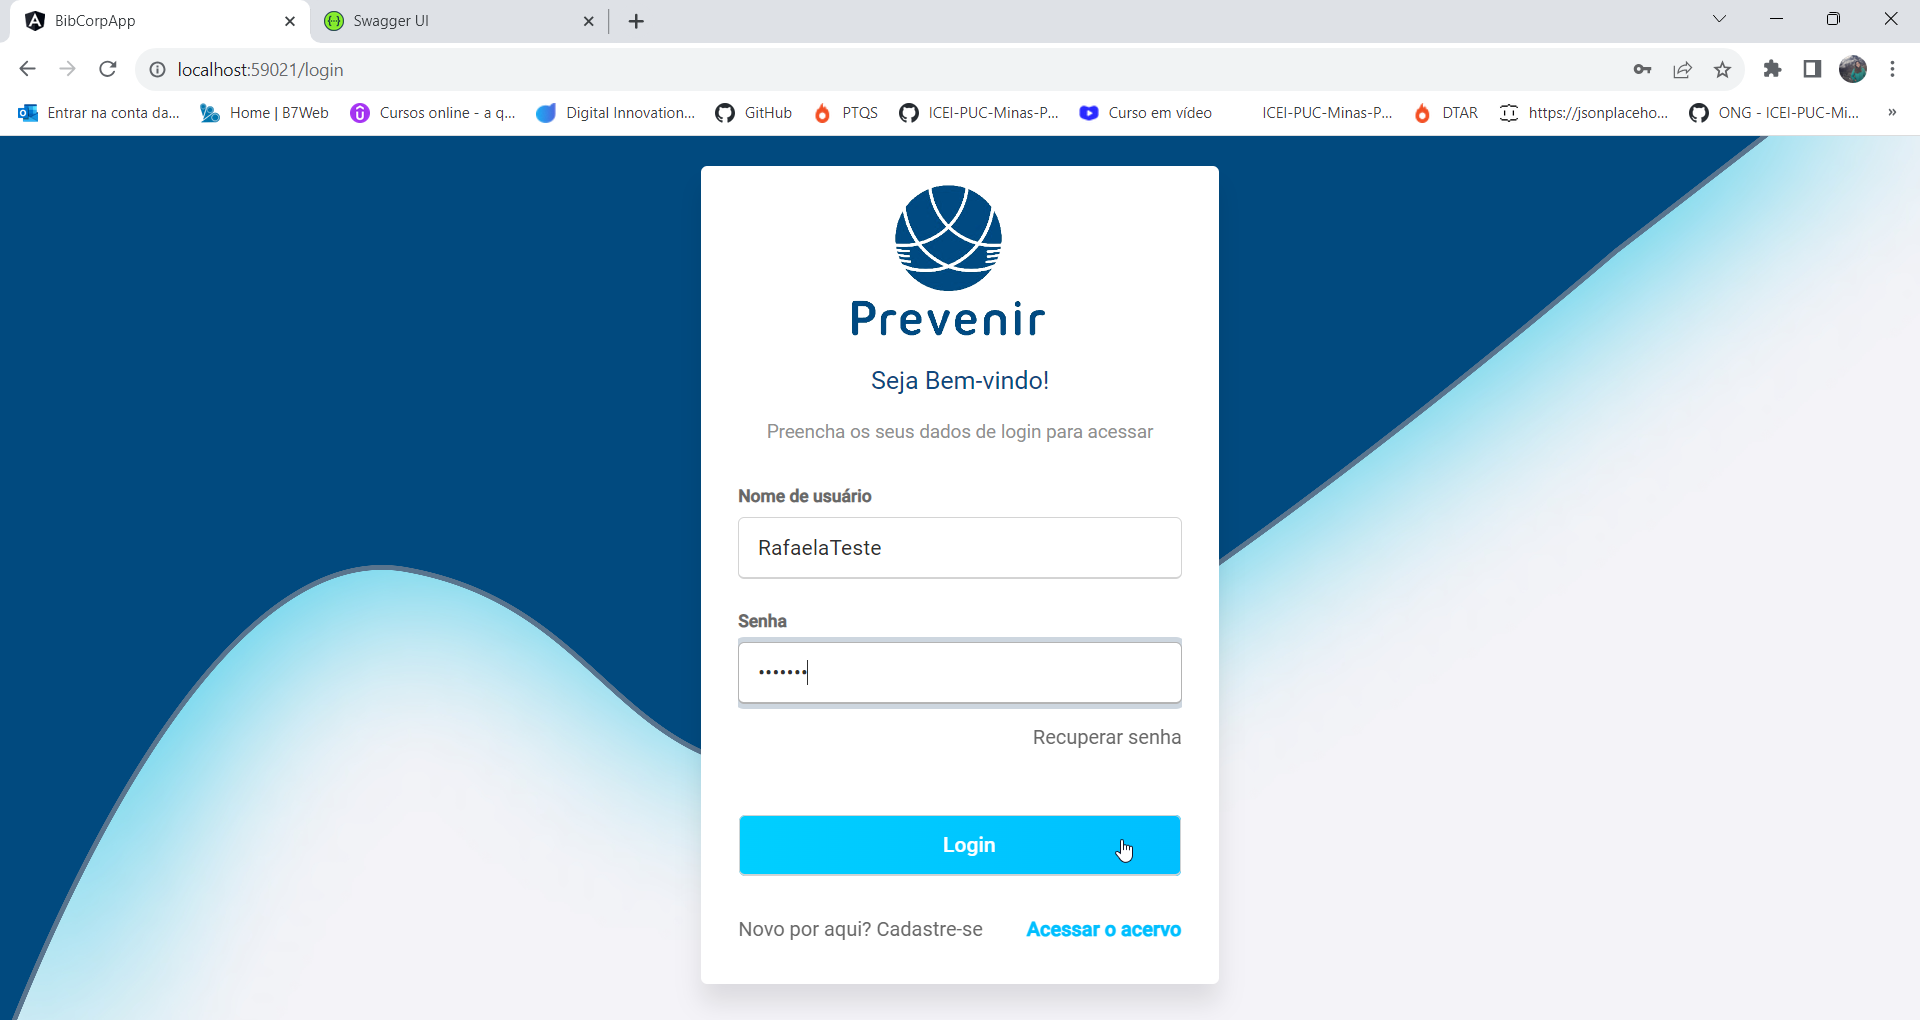 BibCorpApp
Swagger UI
localhost:59021/login
Entrar na conta da...
Home | B7Web
Cursos online - a q...
Digital Innovation...
GitHub
PTQS
ICEI-PUC-Minas-P...
Curso em vídeo
ICEI-PUC-Minas-P...
DTAR
https://jsonplaceho...
ONG - ICEI-PUC-Mi...
»
Prevenir
Seja Bem-vindo!
Preencha os seus dados de login para acessar
Nome de usuário
RafaelaTeste
Senha
•••••••
Recuperar senha
Login
Novo por aqui? Cadastre-se
Acessar o acervo